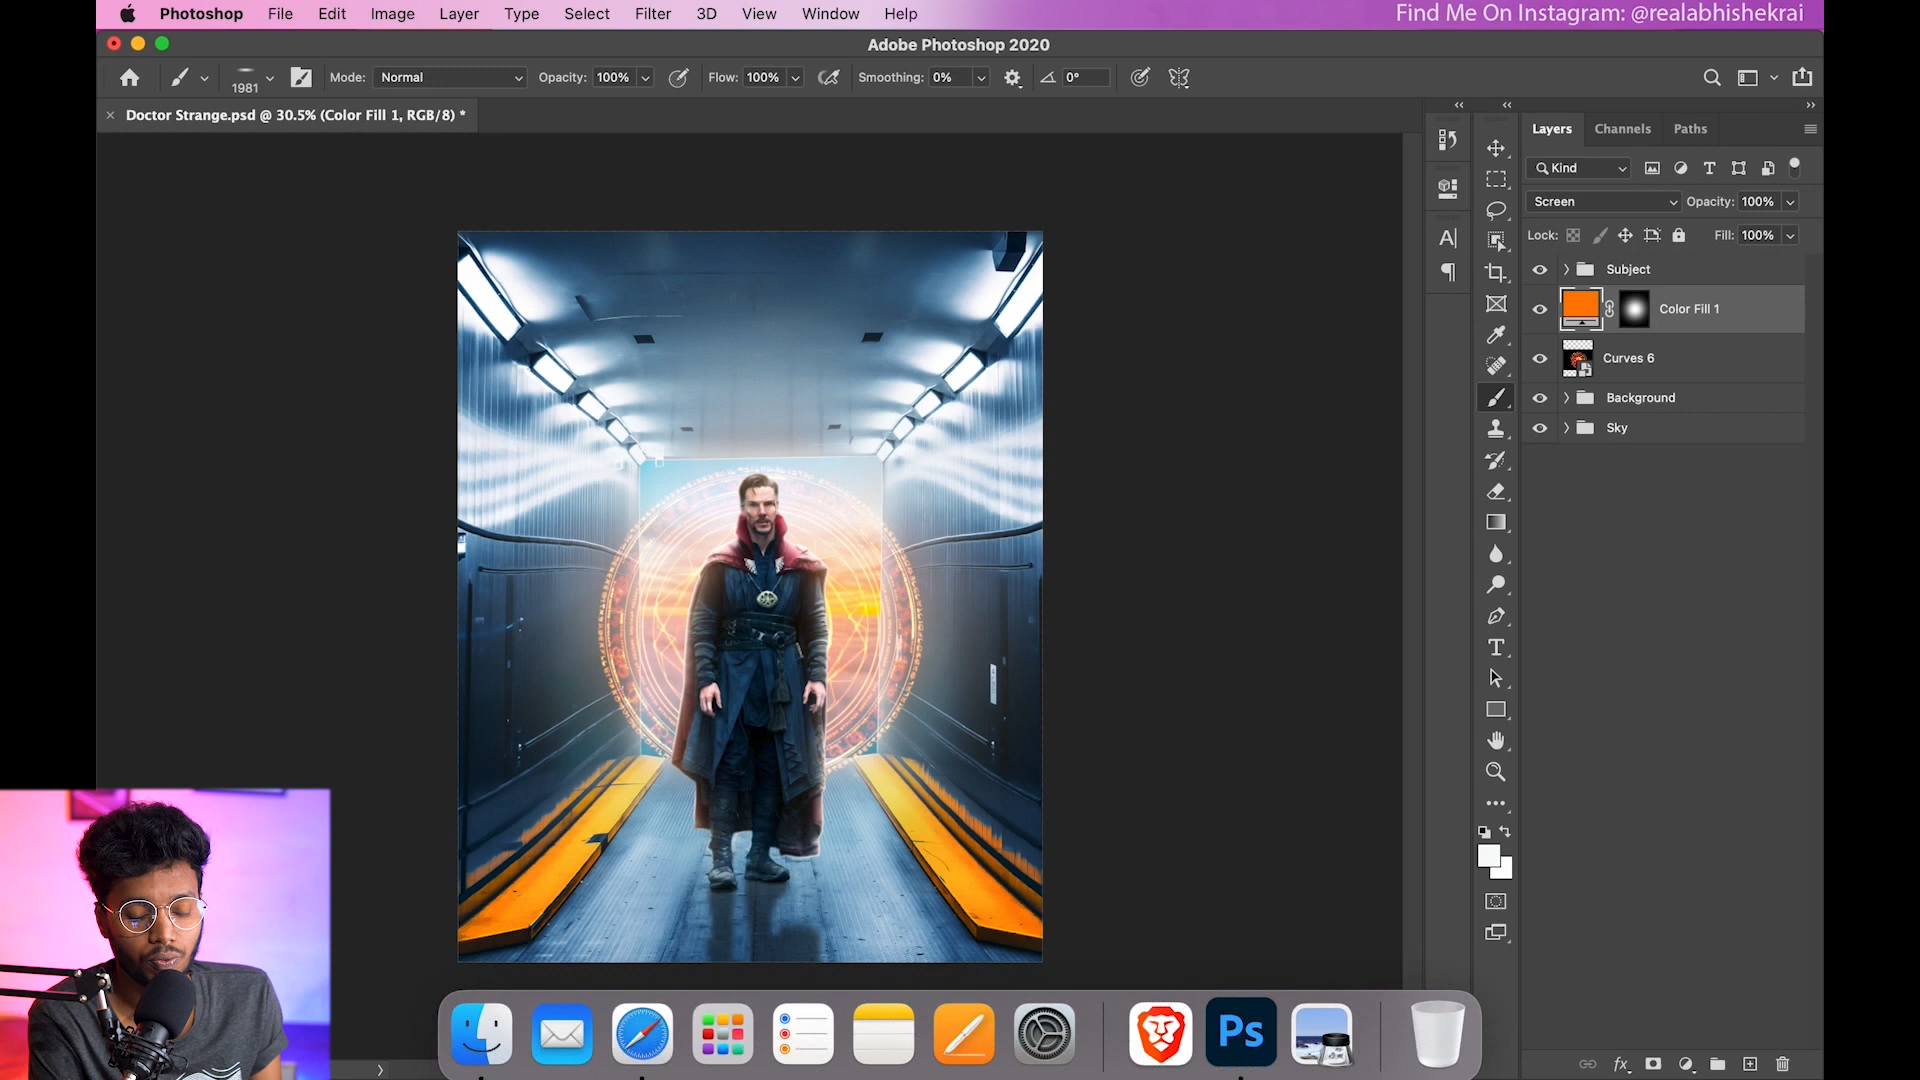 Photoshop File Edit Image Layer Type Select Filter 3D View Window Help
Find Me On Instagram: @realabhishekrai
Adobe Photoshop 2020
1981 Mode: Normal Opacity: 100% Flow: 100% Smoothing: 0% 0°
Doctor Strange.psd @ 30.5% (Color Fill 1, RGB/8) *
Layers Channels Paths
Kind
Screen Opacity: 100%
Lock: Fill: 100%
Subject
Color Fill 1
Curves 6
Background
Sky
Ps
fx